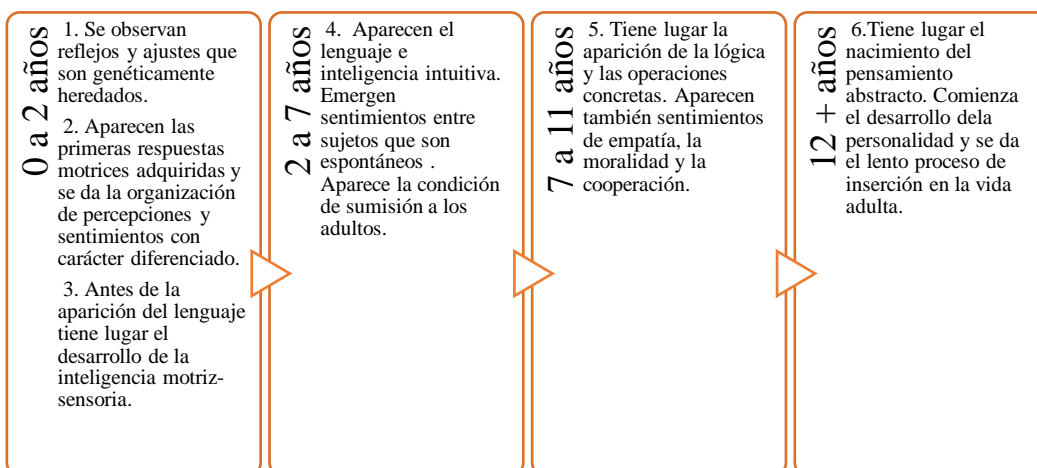 0 a 2 años
1. Se observan
reflejos y ajustes que
son genéticamente
heredados.
2. Aparecen las
primeras respuestas
motrices adquiridas y
se da la organización
de percepciones y
sentimientos con
carácter diferenciado.
3. Antes de la
aparición del lenguaje
tiene lugar el
desarrollo de la
inteligencia motriz-
sensoria.
2 a 7 años
4. Aparecen el
lenguaje e
inteligencia intuitiva.
Emergen
sentimientos entre
sujetos que son
espontáneos .
Aparece la condición
de sumisión a los
adultos.
7 a 11 años
5. Tiene lugar la
aparición de la lógica
y las operaciones
concretas. Aparecen
también sentimientos
de empatía, la
moralidad y la
cooperación.
12 + años
6.Tiene lugar el
nacimiento del
pensamiento
abstracto. Comienza
el desarrollo dela
personalidad y se da
el lento proceso de
inserción en la vida
adulta.